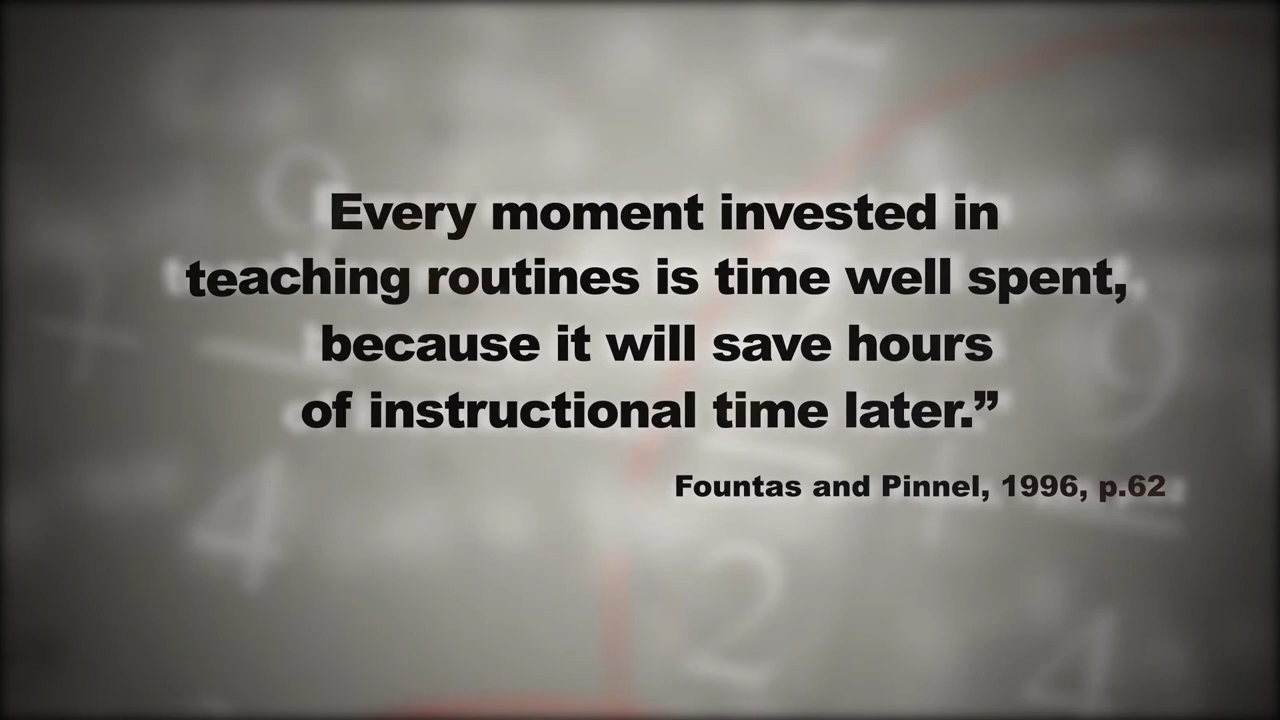 Every moment invested in
teaching routines is time well spent,
because it will save hours
of instructional time later.”
Fountas and Pinnel, 1996, p.62